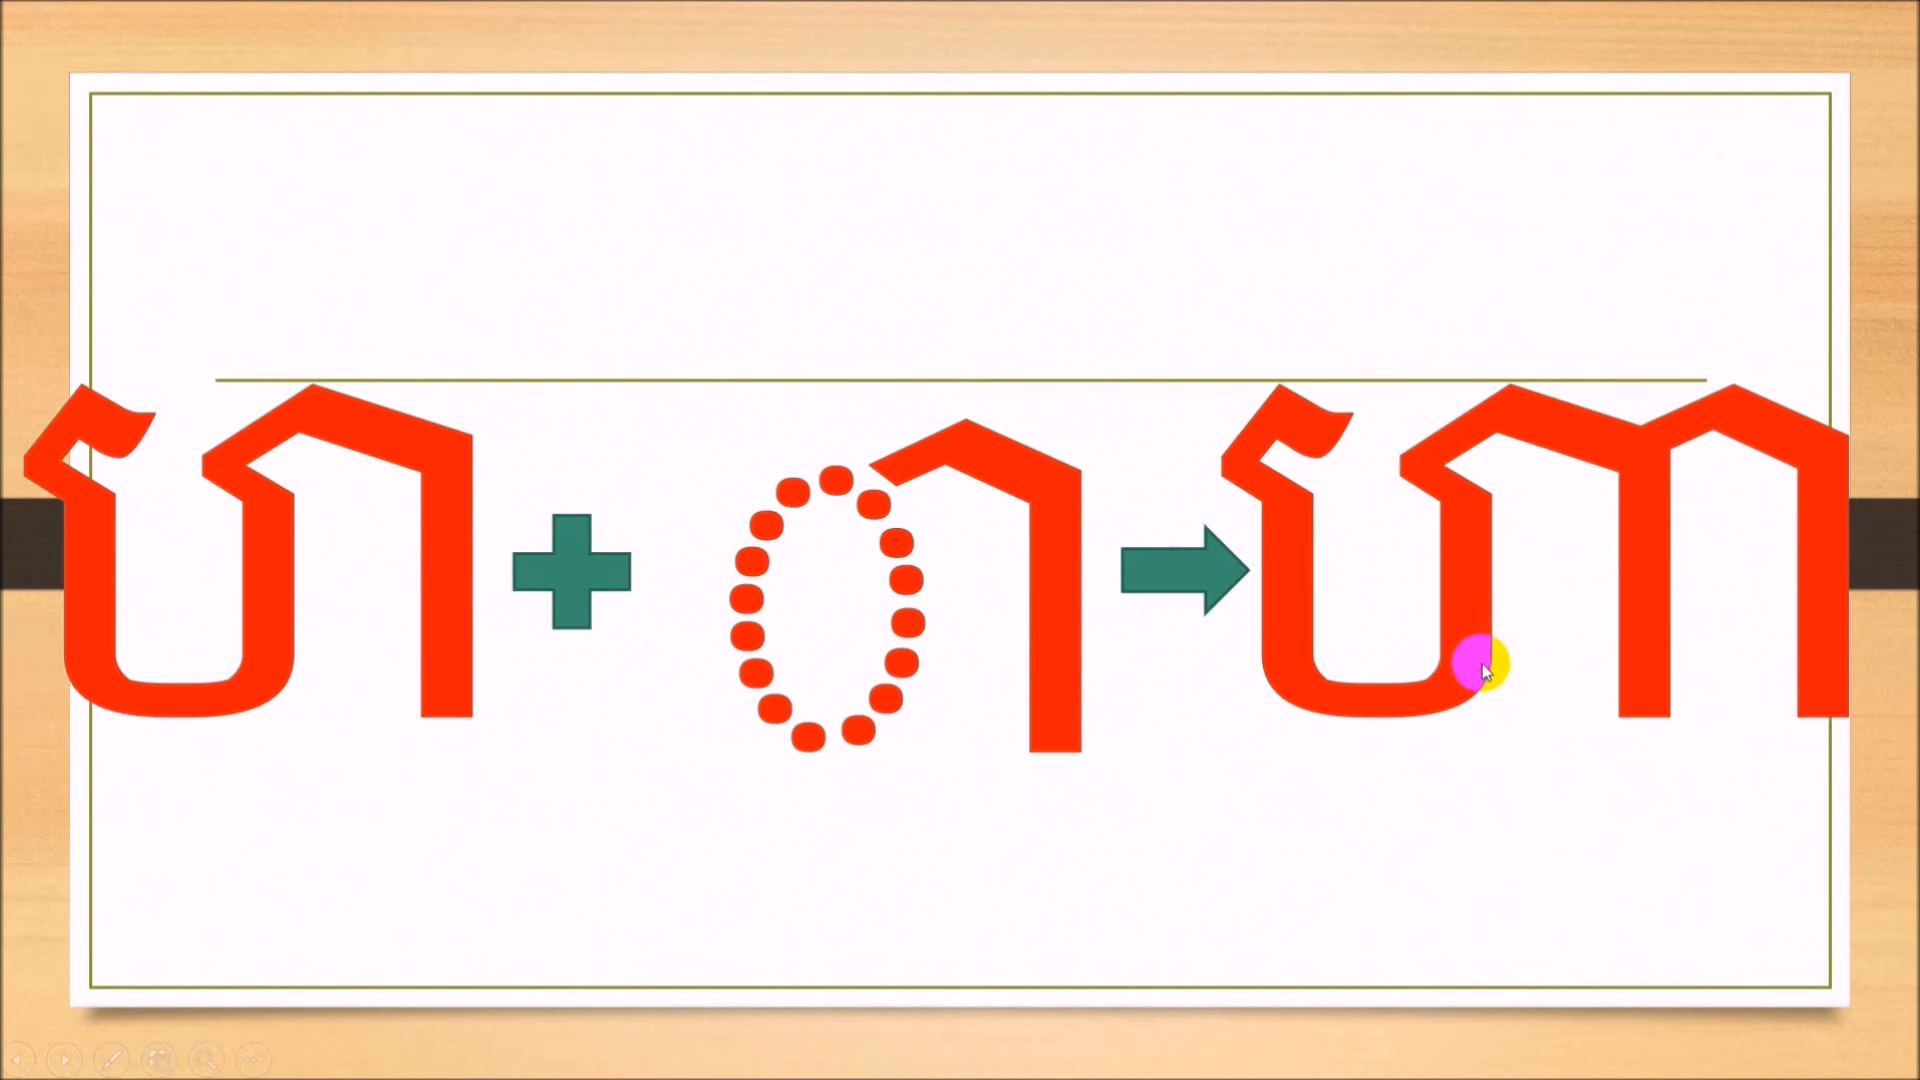 ហ + ◌ា → ហា